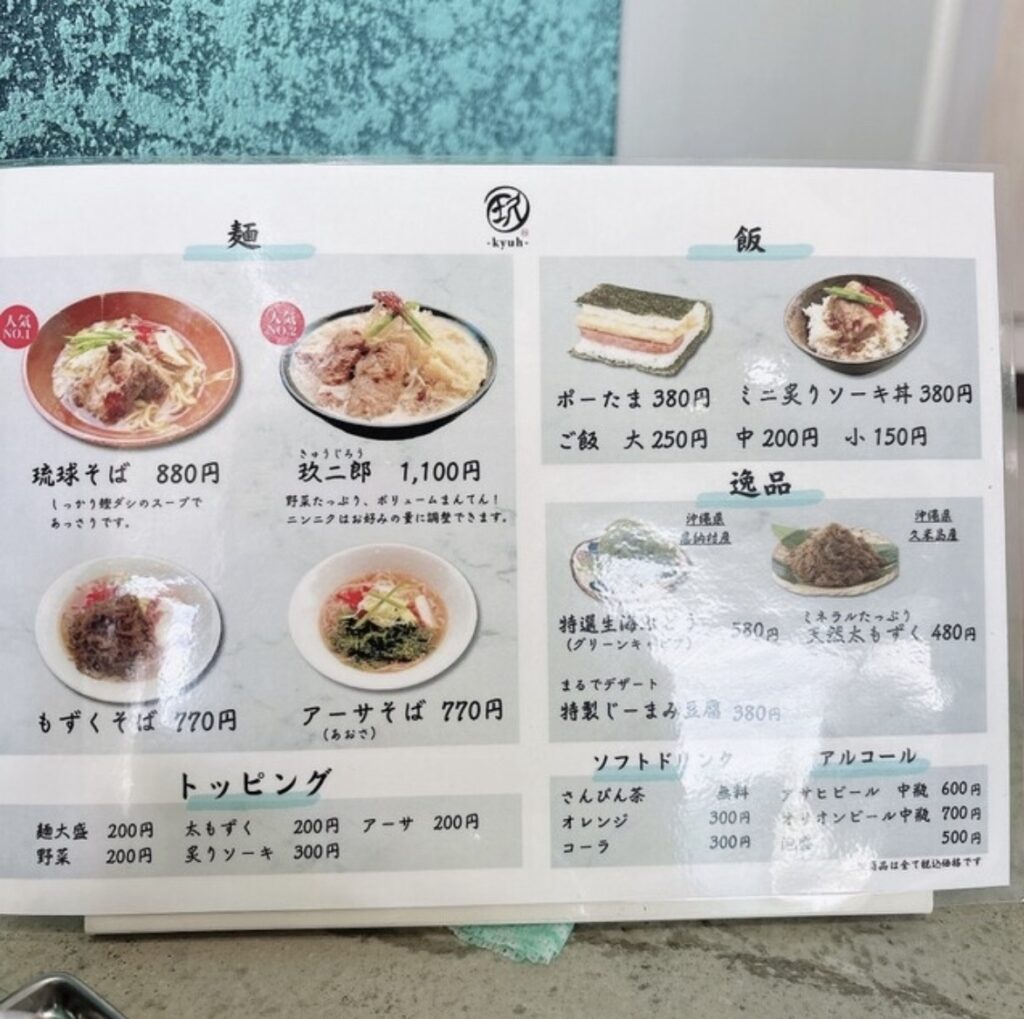 玖
-kyuh-
麺
人気
NO.1
人気
NO.2
琉球そば 880円
しっかり鰹ダシのスープで
あっさりです。
きゅうじろう
玖二郎 1,100円
野菜たっぷり、ボリュームまんてん!
ニンニクはお好みの量に調整できます。
もずくそば 770円
アーサそば 770円
(あおさ)
トッピング
麺大盛 200円 太もずく 200円 アーサ 200円
野菜 200円 炙りソーキ 300円
飯
ポーたま 380円 ミニ炙りソーキ丼 380円
ご飯 大 250円 中 200円 小 150円
逸品
沖縄県
恩納村産
沖縄県
久米島産
特選生海ぶどう 580円
(グリーンキャビア)
ミネラルたっぷり
天然太もずく 480円
まるでデザート
特製じーまみ豆腐 380円
ソフトドリンク
さんぴん茶 無料
オレンジ 300円
コーラ 300円
アルコール
アサヒビール 中瓶 600円
オリオンビール中瓶 700円
泡盛 500円
商品は全て税込価格です